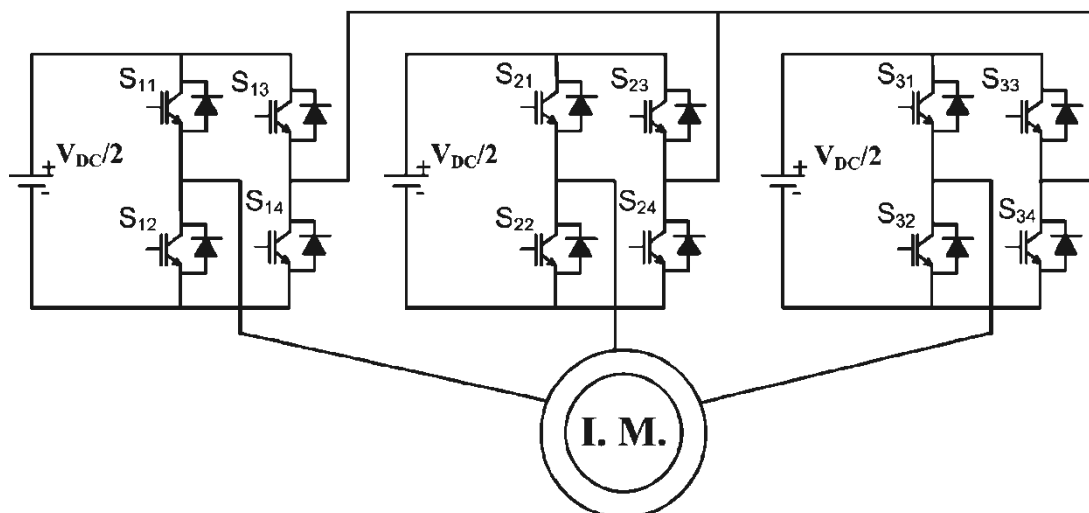 S11
S13
VDC/2
+
-
S12
S14
S21
S23
VDC/2
+
-
S22
S24
S31
S33
VDC/2
+
-
S32
S34
I. M.